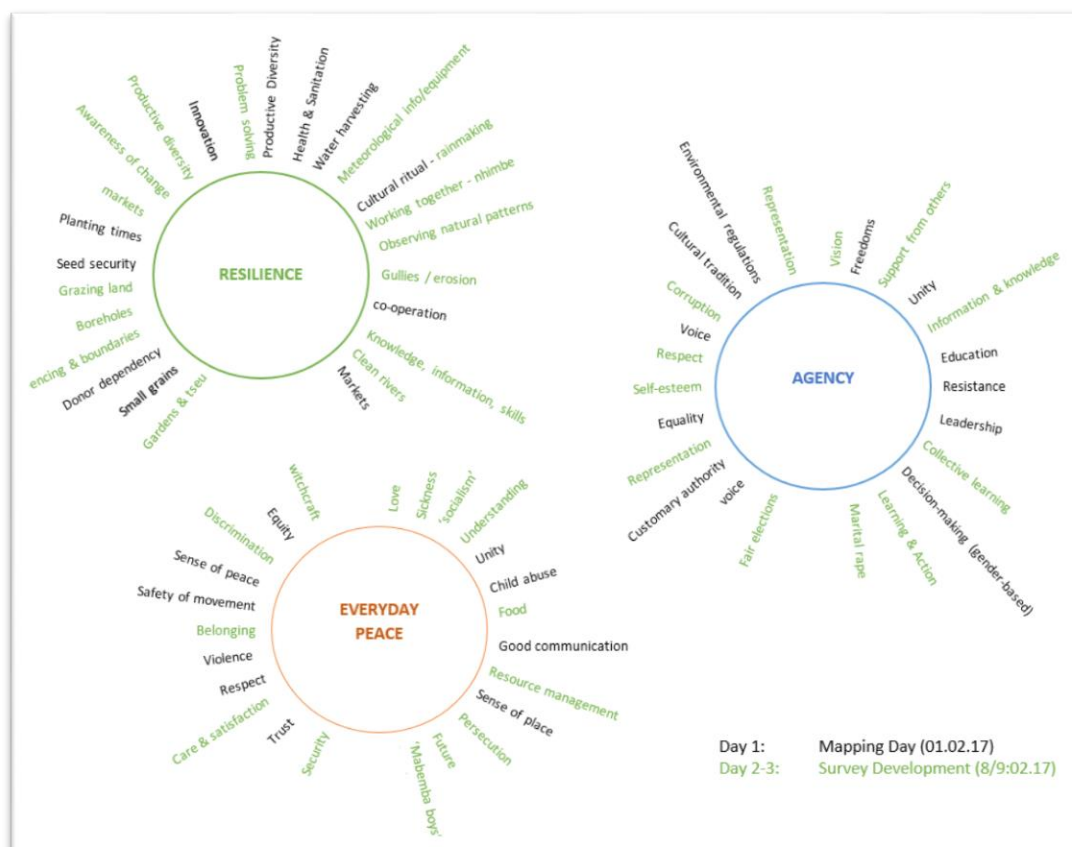 RESILIENCE
Problem solving
Productive Diversity
Health & Sanitation
Water harvesting
Meteorological info/equipment
Cultural ritual - rainmaking
Working together - nhimbe
Observing natural patterns
Gullies / erosion
co-operation
Knowledge, information, skills
Clean rivers
Markets
Gardens & tseu
Small grains
Donor dependency
encing & boundaries
Boreholes
Grazing land
Seed security
Planting times
markets
Awareness of change
Productive diversity
Innovation
AGENCY
Vision
Freedoms
Support from others
Unity
Information & knowledge
Education
Resistance
Leadership
Collective learning
Decision-making (gender-based)
Learning & Action
Marital rape
Fair elections
voice
Customary authority
Representation
Equality
Self-esteem
Respect
Voice
Corruption
Cultural tradition
Environmental regulations
Representation
EVERYDAY
PEACE
Love
Sickness
'socialism'
Understanding
Unity
Child abuse
Food
Good communication
Resource management
Sense of place
Persecution
Future
'Mabemba boys'
Security
Trust
Care & satisfaction
Respect
Violence
Belonging
Safety of movement
Sense of peace
Discrimination
Equity
witchcraft
Day 1: Mapping Day (01.02.17)
Day 2-3: Survey Development (8/9:02.17)